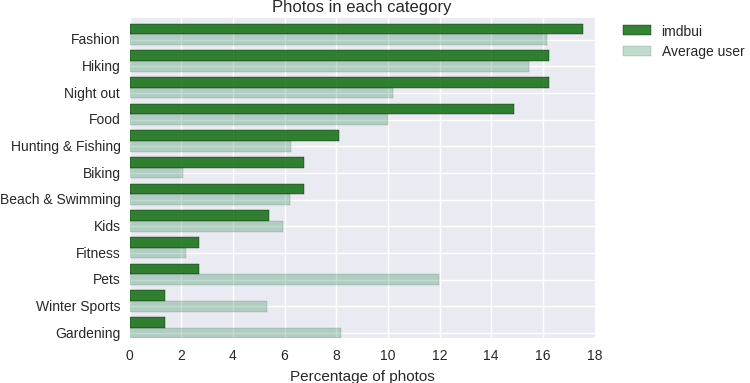 Photos in each category
imdbui
Average user
Fashion
Hiking
Night out
Food
Hunting & Fishing
Biking
Beach & Swimming
Kids
Fitness
Pets
Winter Sports
Gardening
0 2 4 6 8 10 12 14 16 18
Percentage of photos